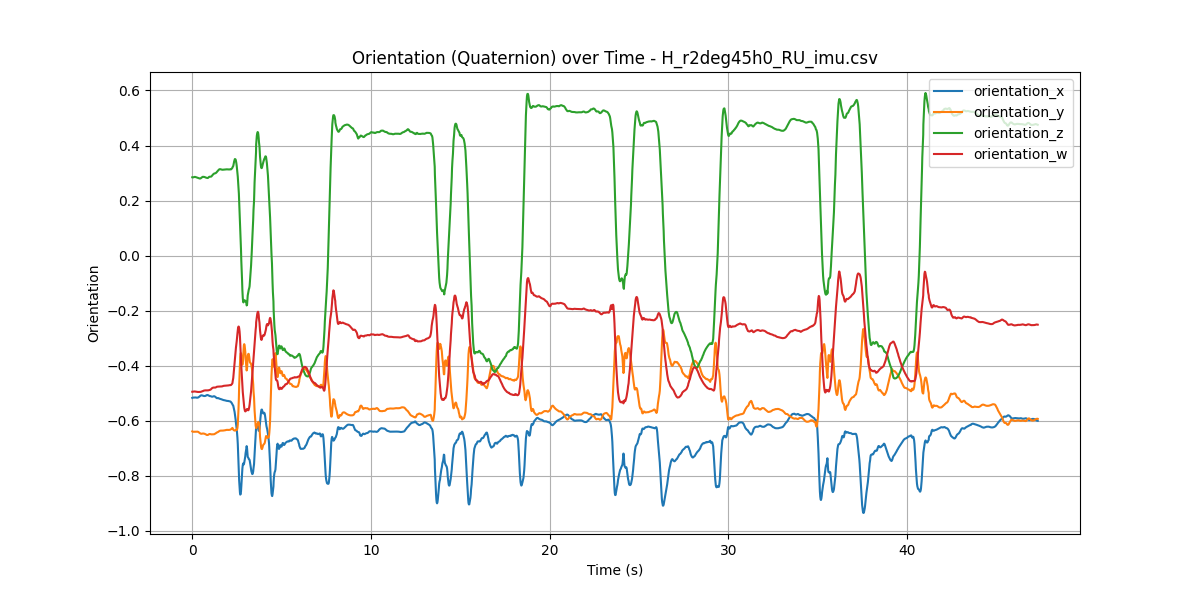 Orientation (Quaternion) over Time - H_r2deg45h0_RU_imu.csv
orientation_x
orientation_y
orientation_z
orientation_w
0.6
0.4
0.2
0.0
−0.2
−0.4
−0.6
−0.8
−1.0
Orientation
0 10 20 30 40
Time (s)